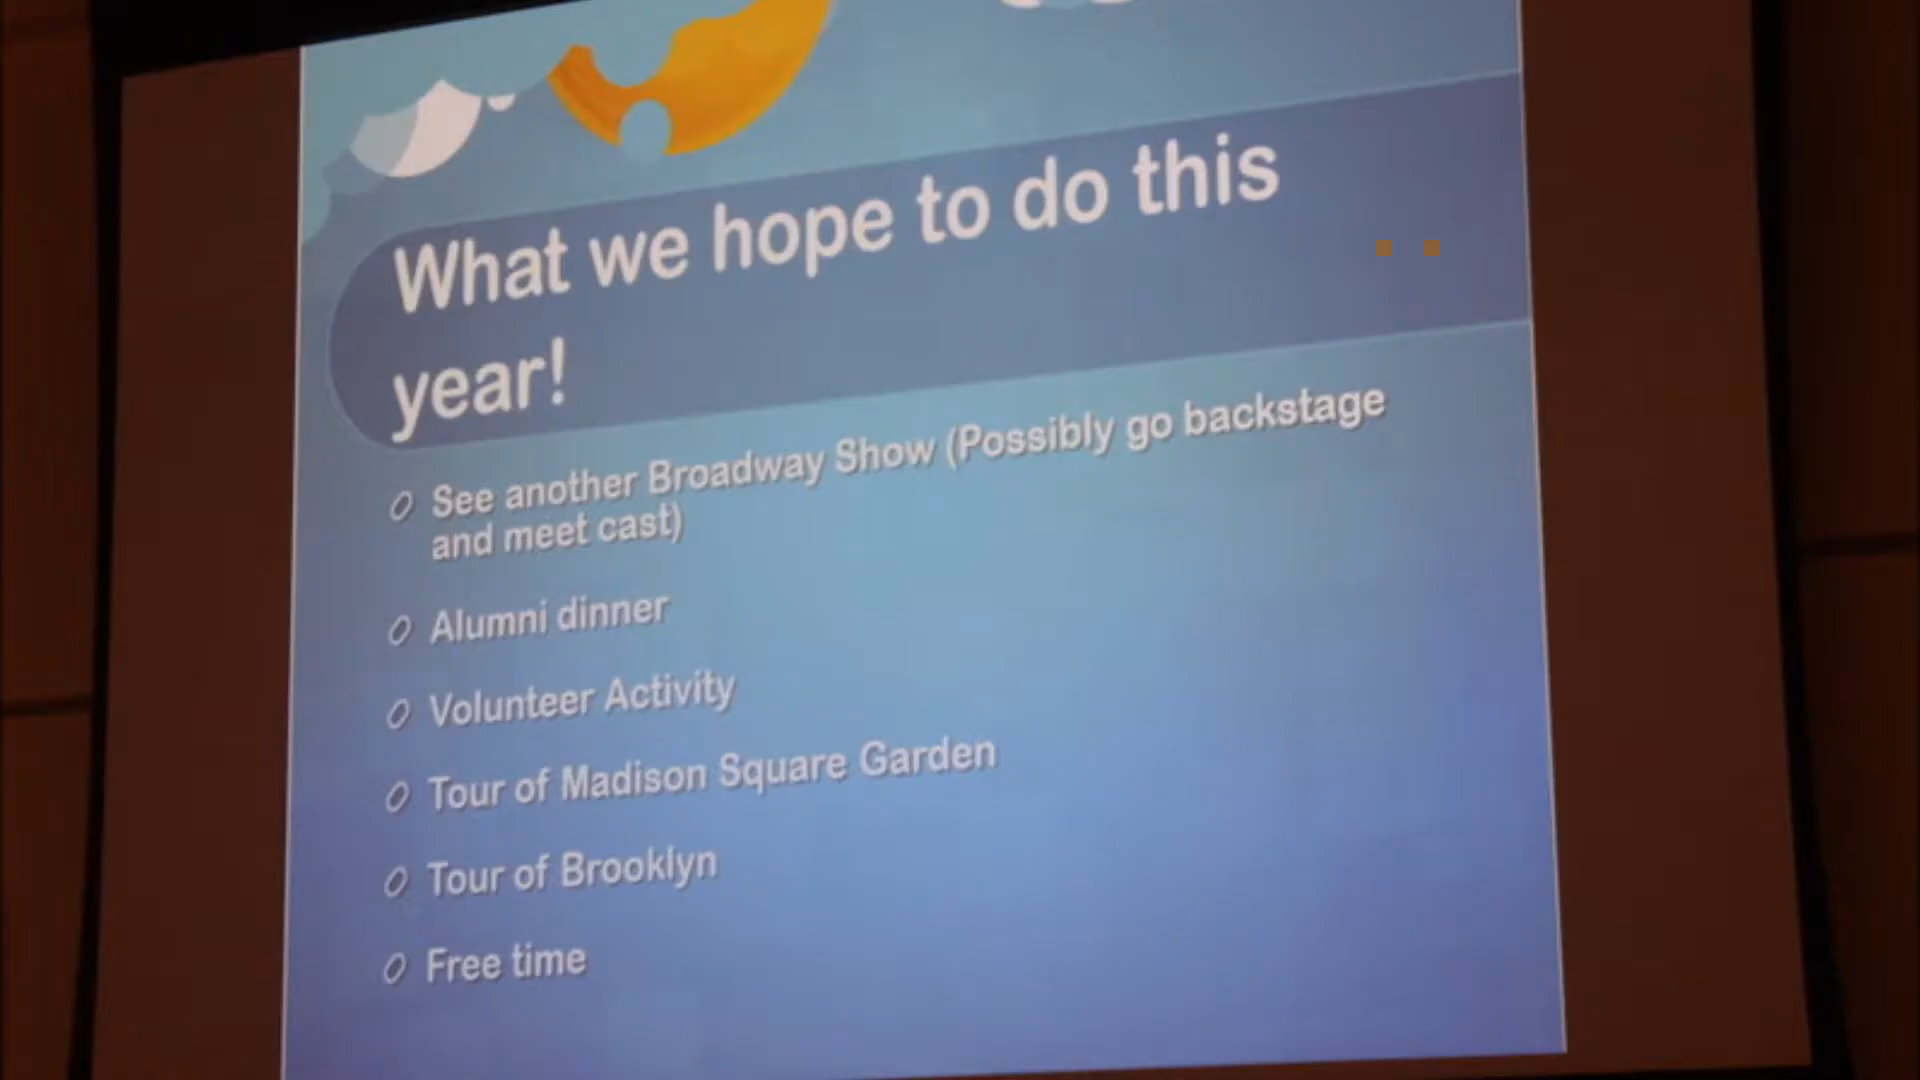 What we hope to do this
year!
See another Broadway Show (Possibly go backstage
and meet cast)
Alumni dinner
Volunteer Activity
Tour of Madison Square Garden
Tour of Brooklyn
Free time